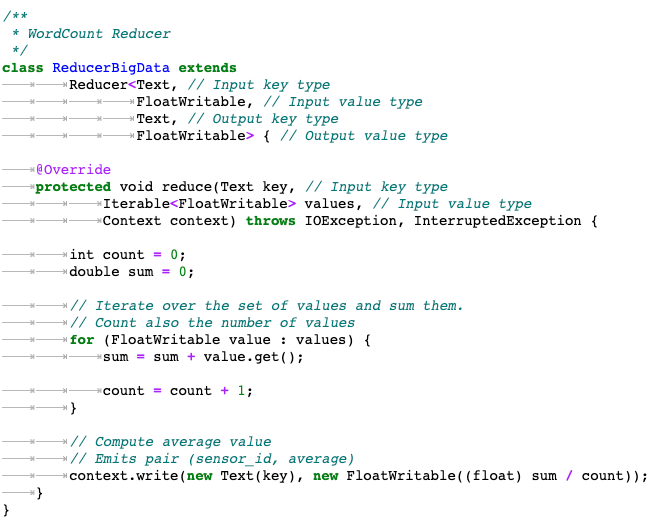 /**
 * WordCount Reducer
 */
class ReducerBigData extends
		Reducer<Text, // Input key type
				FloatWritable, // Input value type
				Text, // Output key type
				FloatWritable> { // Output value type

	@Override
	protected void reduce(Text key, // Input key type
			Iterable<FloatWritable> values, // Input value type
			Context context) throws IOException, InterruptedException {

		int count = 0;
		double sum = 0;

		// Iterate over the set of values and sum them.
		// Count also the number of values
		for (FloatWritable value : values) {
			sum = sum + value.get();

			count = count + 1;
		}

		// Compute average value
		// Emits pair (sensor_id, average)
		context.write(new Text(key), new FloatWritable((float) sum / count));
	}
}